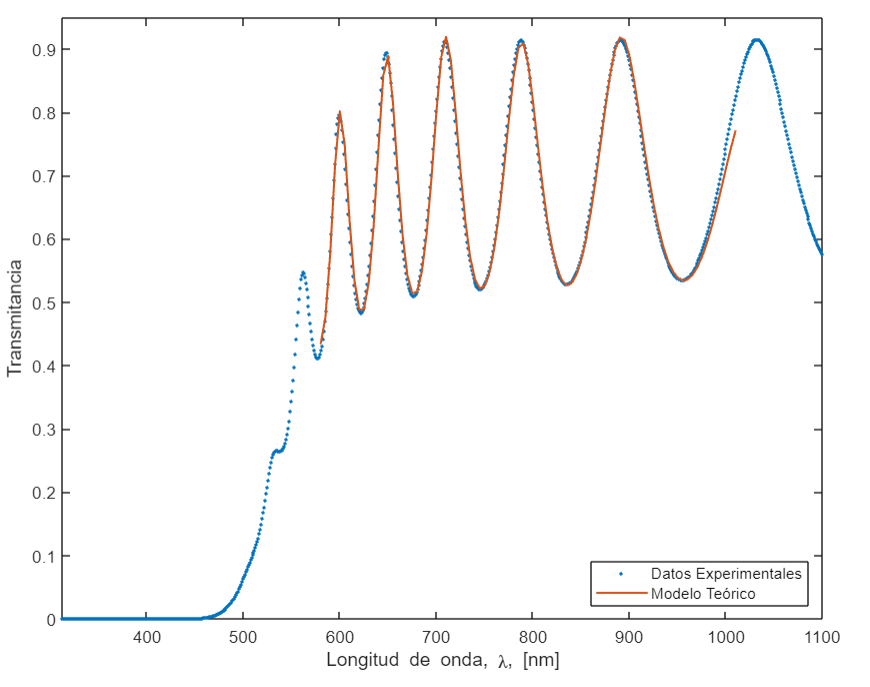 0.9
0.8
0.7
0.6
0.5
0.4
0.3
0.2
0.1
0
Transmitancia
400 500 600 700 800 900 1000 1100
Longitud de onda, λ, [nm]
Datos Experimentales
Modelo Teórico